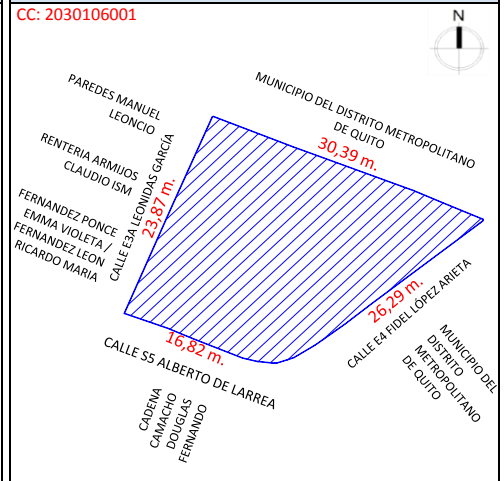 CC: 2030106001
N
PAREDES MANUEL
LEONCIO
MUNICIPIO DEL DISTRITO METROPOLITANO
DE QUITO
30,39 m.
RENTERIA ARMIJOS
CLAUDIO ISM
CALLE E3A LEONIDAS GARCÍA
23,87 m.
FERNANDEZ PONCE
EMMA VIOLETA /
FERNANDEZ LEON
RICARDO MARIA
26,29 m.
CALLE E4 FIDEL LÓPEZ ARIETA
MUNICIPIO DEL
DISTRITO
METROPOLITANO
DE QUITO
16,82 m.
CALLE S5 ALBERTO DE LARREA
CADENA
CAMACHO
DOUGLAS
FERNANDO